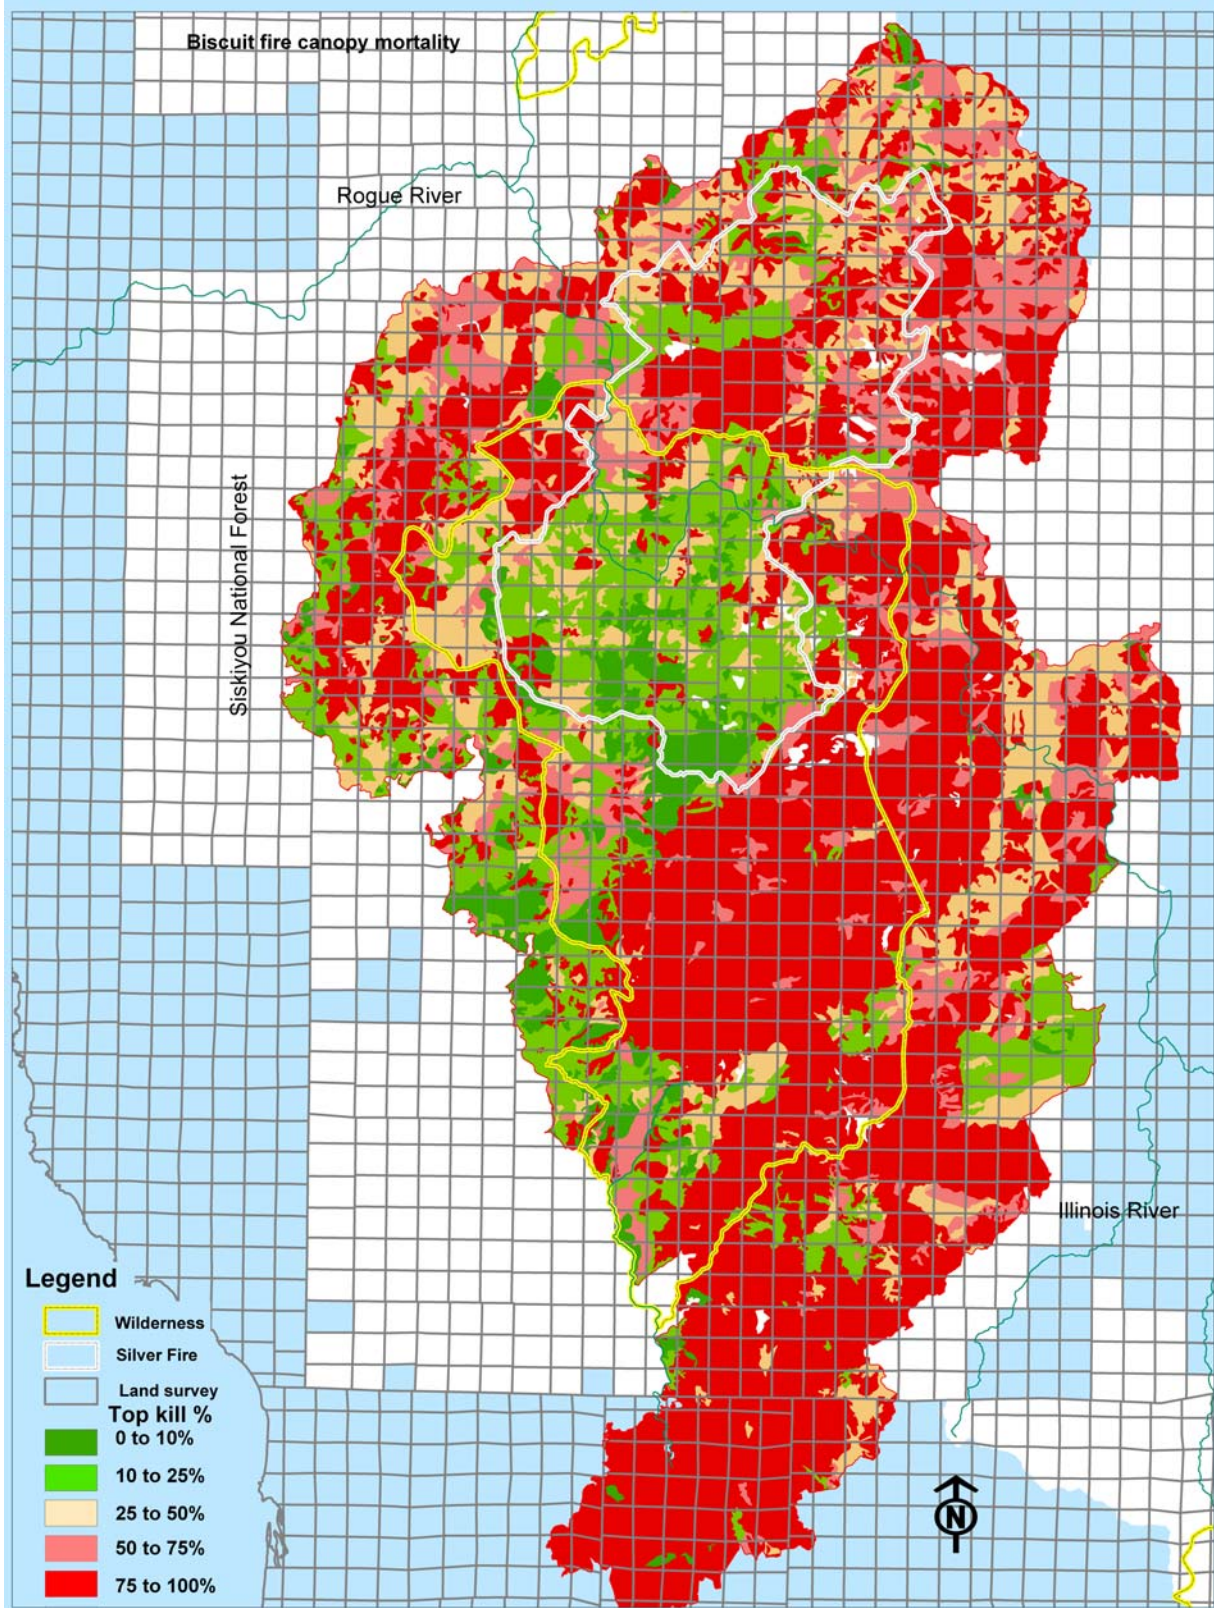 Biscuit fire canopy mortality
Rogue River
Siskiyou National Forest
Illinois River
Legend
Wilderness
Silver Fire
Land survey
Top kill %
0 to 10%
10 to 25%
25 to 50%
50 to 75%
75 to 100%
N